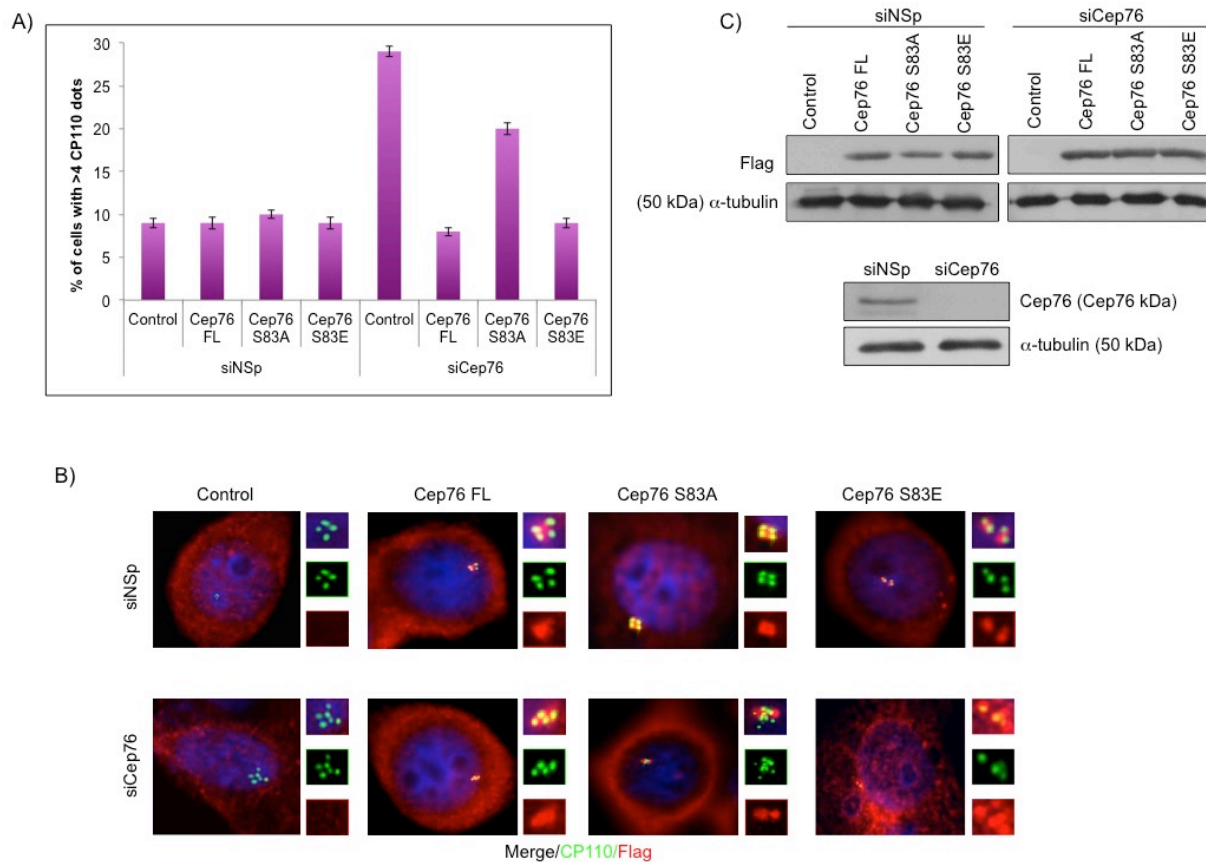 A)
% of cells with >4 CP110 dots
30
25
20
15
10
5
0
Control
Cep76 FL
Cep76 S83A
Cep76 S83E
Control
Cep76 FL
Cep76 S83A
Cep76 S83E
siNSp
siCep76
C)
siNSp
siCep76
Control
Cep76 FL
Cep76 S83A
Cep76 S83E
Control
Cep76 FL
Cep76 S83A
Cep76 S83E
Flag
(50 kDa) α-tubulin
siNSp siCep76
Cep76 (Cep76 kDa)
α-tubulin (50 kDa)
B)
Control
Cep76 FL
Cep76 S83A
Cep76 S83E
siNSp
siCep76
Merge/CP110/Flag